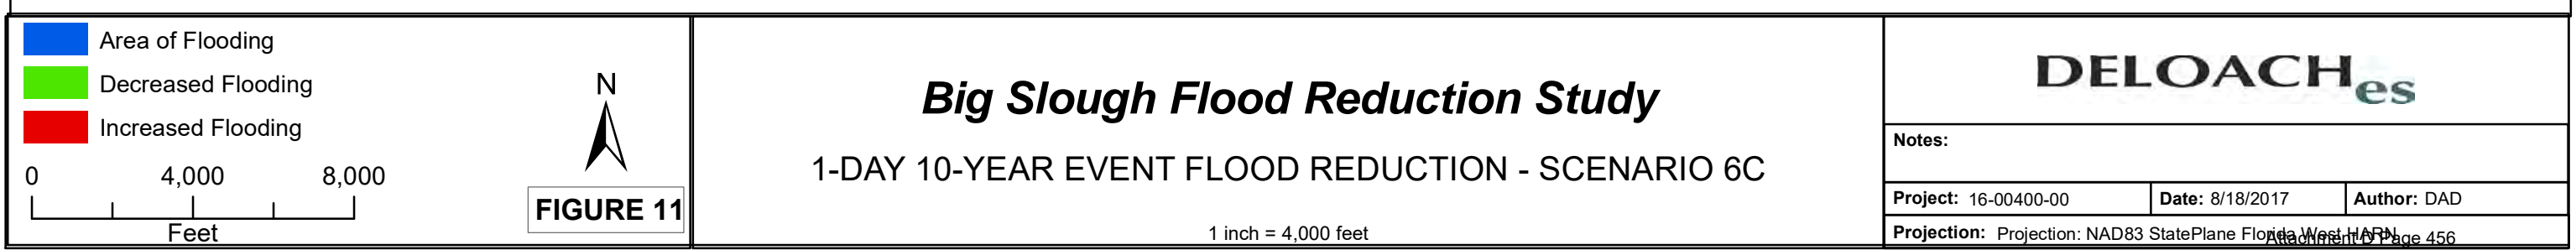 Area of Flooding
Decreased Flooding
Increased Flooding
0 4,000 8,000
Feet
N
FIGURE 11
Big Slough Flood Reduction Study
1-DAY 10-YEAR EVENT FLOOD REDUCTION - SCENARIO 6C
1 inch = 4,000 feet
DELOACHes
Notes:
Project: 16-00400-00 Date: 8/18/2017 Author: DAD
Projection: Projection: NAD83 StatePlane Florida West HARN
Attachment D Page 456